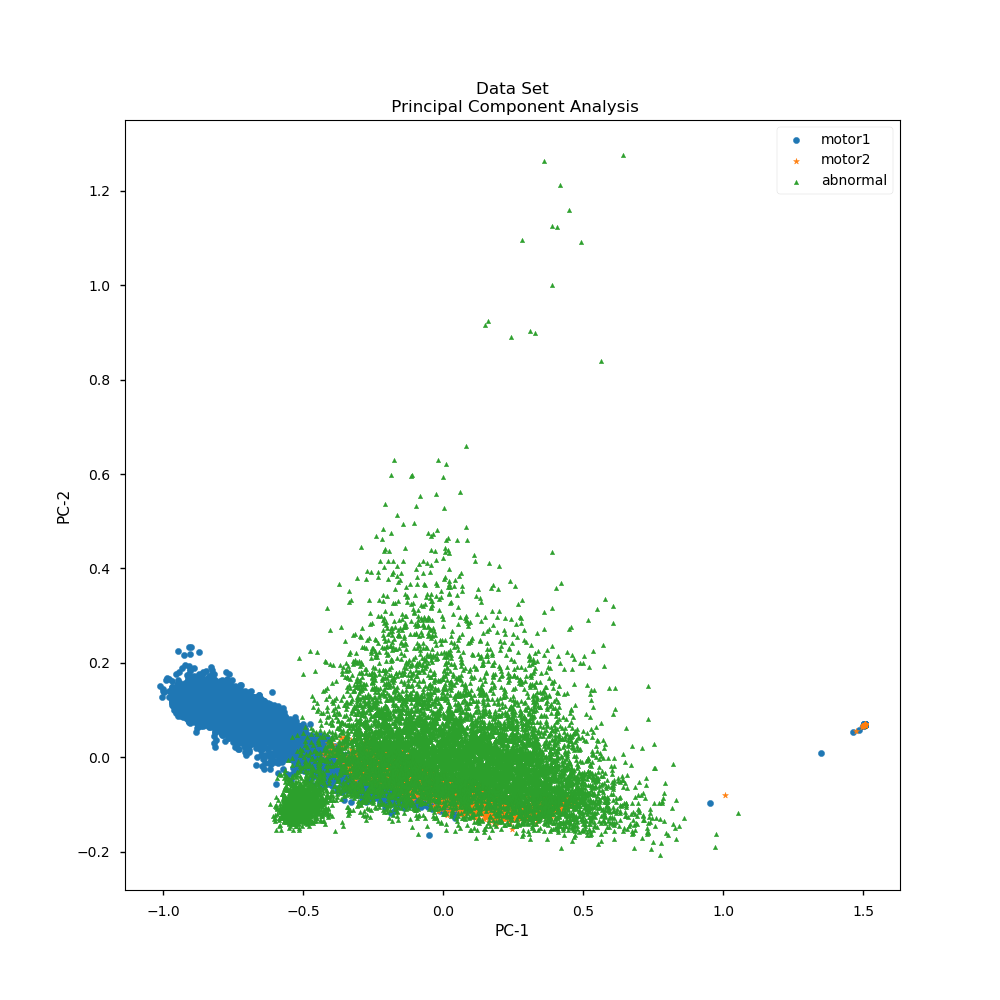 Data Set
Principal Component Analysis
motor1
motor2
abnormal
1.2
1.0
0.8
0.6
0.4
0.2
0.0
−0.2
PC-2
−1.0 −0.5 0.0 0.5 1.0 1.5
PC-1